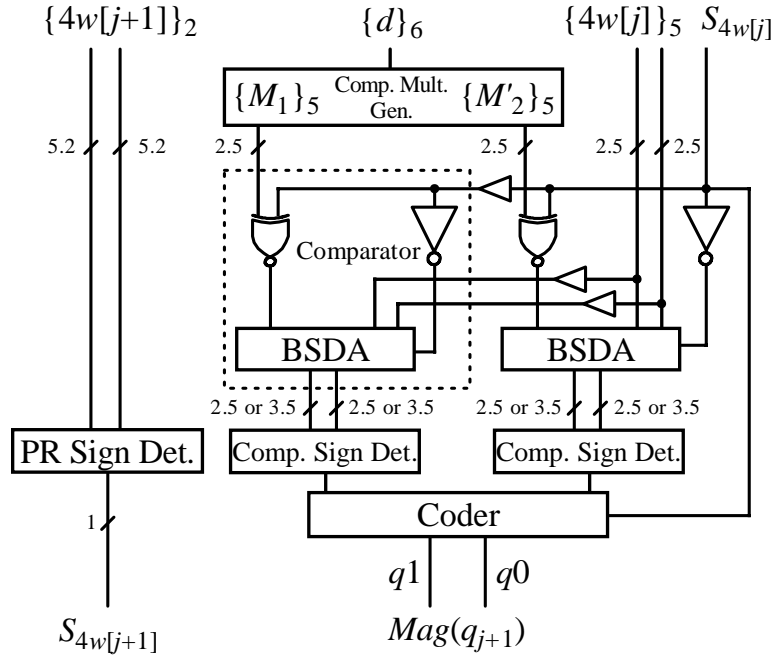 {4w[j+1]}2
{d}6
{4w[j]}5
S4w[j]
{M1}5
Comp. Mult. Gen.
{M'2}5
5.2
5.2
2.5
2.5
2.5
2.5
Comparator
BSDA
BSDA
2.5 or 3.5
2.5 or 3.5
2.5 or 3.5
2.5 or 3.5
PR Sign Det.
Comp. Sign Det.
Comp. Sign Det.
1
Coder
q1
q0
S4w[j+1]
Mag(qj+1)